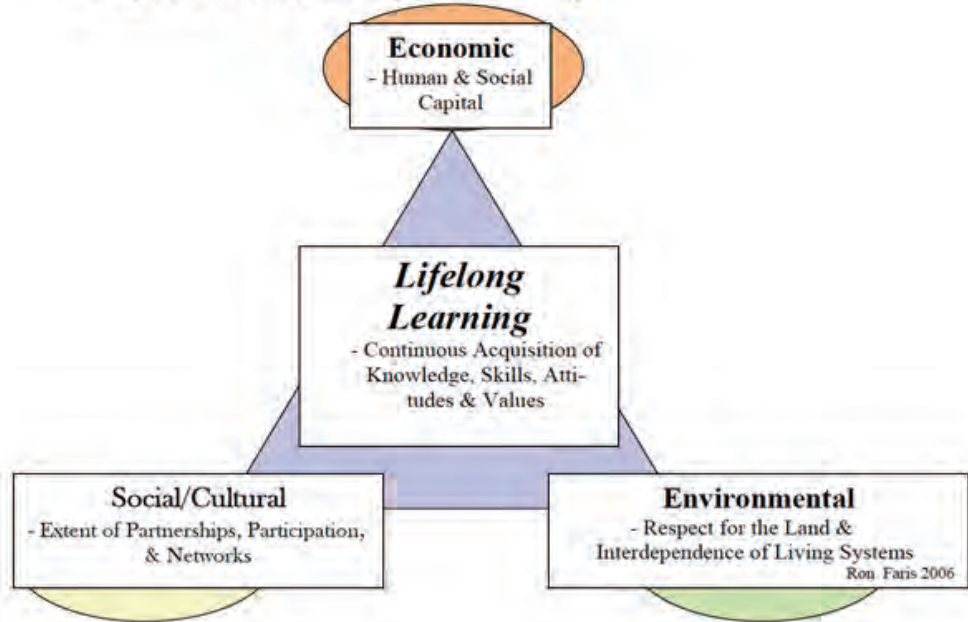 Economic
- Human & Social
Capital
Lifelong
Learning
- Continuous Acquisition of
Knowledge, Skills, Atti-
tudes & Values
Social/Cultural
- Extent of Partnerships, Participation,
& Networks
Environmental
- Respect for the Land &
Interdependence of Living Systems
Ron Faris 2006